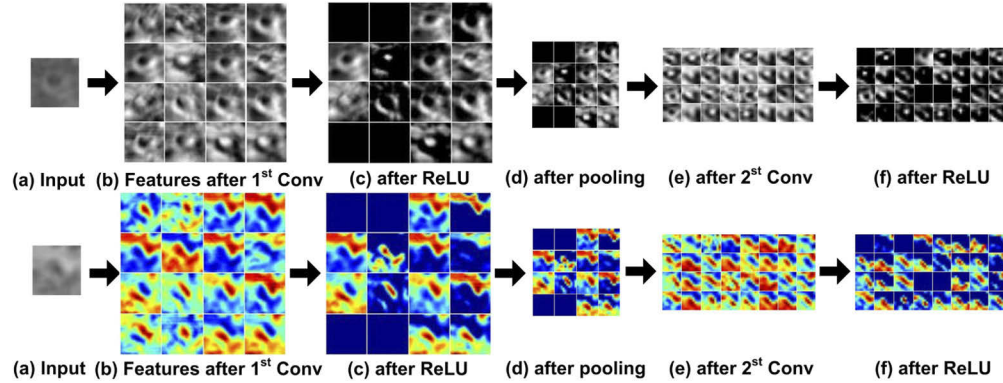 (a) Input (b) Features after 1st Conv (c) after ReLU (d) after pooling (e) after 2st Conv (f) after ReLU
(a) Input (b) Features after 1st Conv (c) after ReLU (d) after pooling (e) after 2st Conv (f) after ReLU